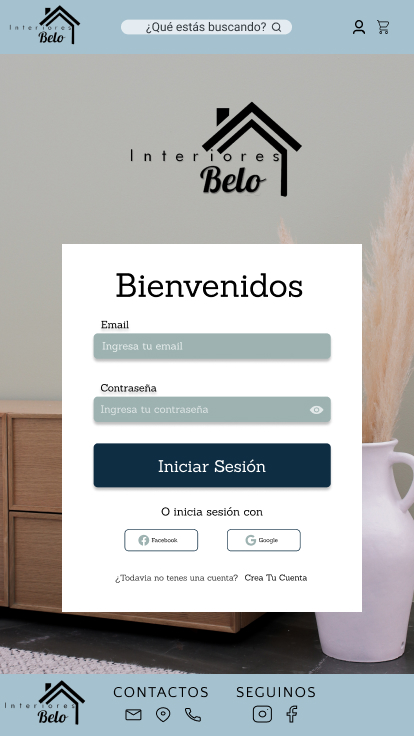 Interiores
Belo
¿Qué estás buscando?
Interiores
Belo
Bienvenidos
Email
Ingresa tu email
Contraseña
Ingresa tu contraseña
Iniciar Sesión
O inicia sesión con
Facebook
Google
¿Todavia no tenes una cuenta? Crea Tu Cuenta
Interiores
Belo
CONTACTOS
SEGUINOS